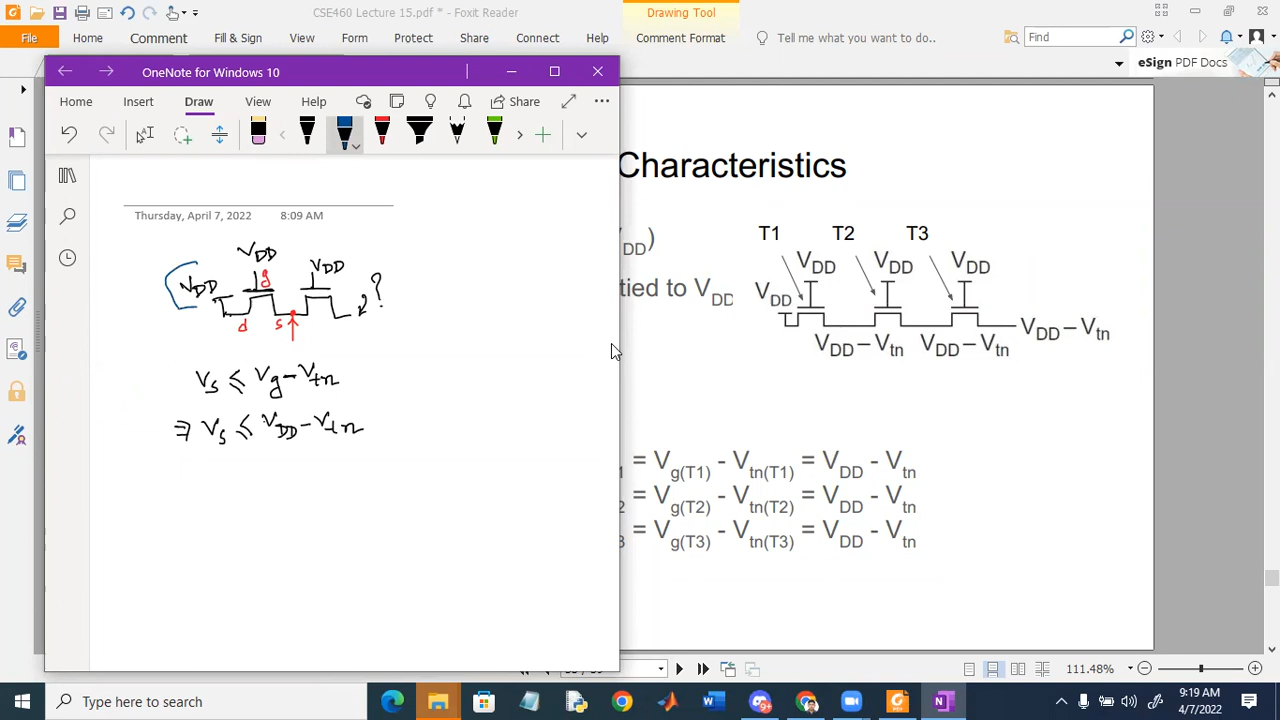 CSE460 Lecture 15.pdf * - Foxit Reader
Drawing Tool
File
Home
Comment
Fill & Sign
View
Form
Protect
Share
Connect
Help
Comment Format
Tell me what you want to do..
Find
eSign PDF Docs
OneNote for Windows 10
Home
Insert
Draw
View
Help
Share
Thursday, April 7, 2022
8:09 AM
VDD
VDD
VDD
g
d
s
?
Vs ≤ Vg - Vtn
⇒ Vs ≤ VDD - Vtn
Characteristics
DD)
tied to VDD
T1
T2
T3
VDD
VDD
VDD
VDD
VDD – Vtn
VDD – Vtn
VDD – Vtn
1 = Vg(T1) - Vtn(T1) = VDD - Vtn
2 = Vg(T2) - Vtn(T2) = VDD - Vtn
3 = Vg(T3) - Vtn(T3) = VDD - Vtn
111.48%
Type here to search
9:19 AM
4/7/2022